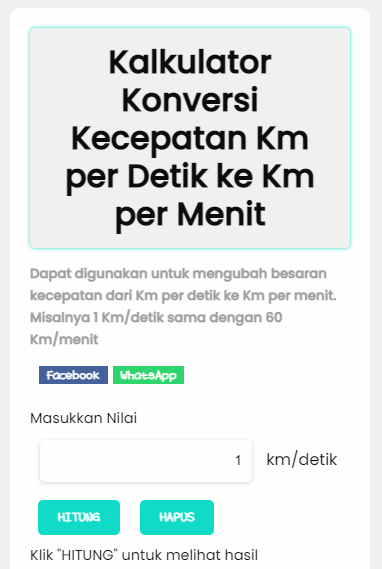 Kalkulator
Konversi
Kecepatan Km
per Detik ke Km
per Menit
Dapat digunakan untuk mengubah besaran
kecepatan dari Km per detik ke Km per menit.
Misalnya 1 Km/detik sama dengan 60
Km/menit
Facebook WhatsApp
Masukkan Nilai
1 km/detik
HITUNG HAPUS
Klik "HITUNG" untuk melihat hasil